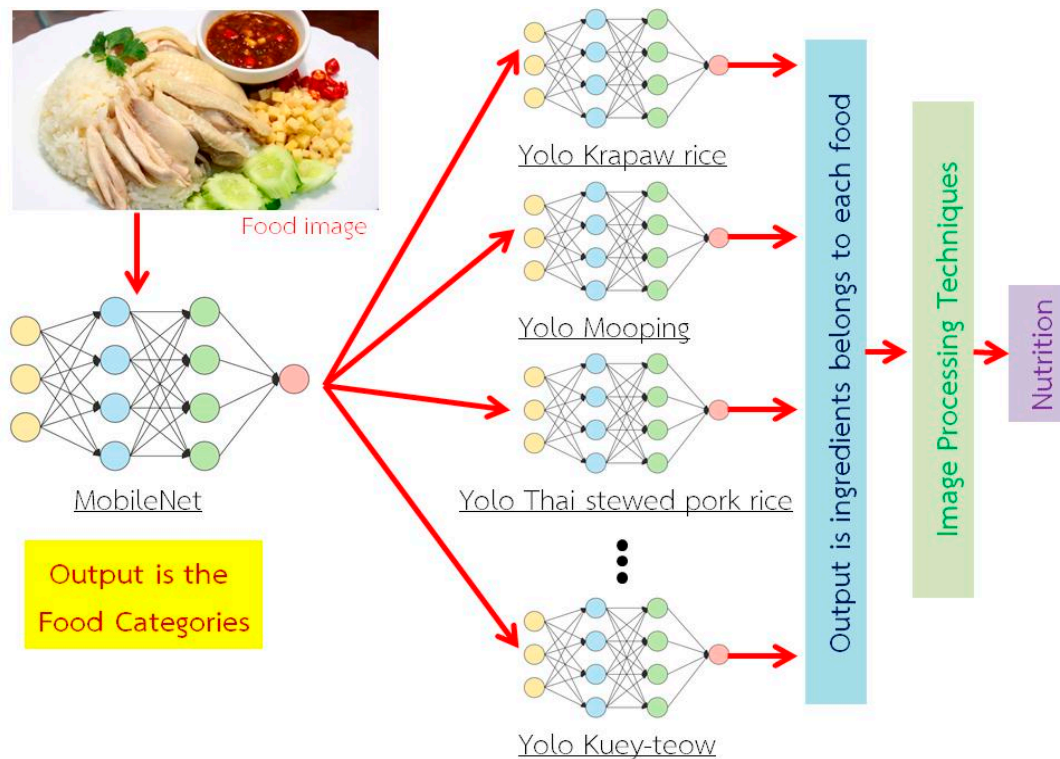 Food image
MobileNet
Output is the
Food Categories
Yolo Krapaw rice
Yolo Mooping
Yolo Thai stewed pork rice
Yolo Kuey-teow
Output is ingredients belongs to each food
Image Processing Techniques
Nutrition